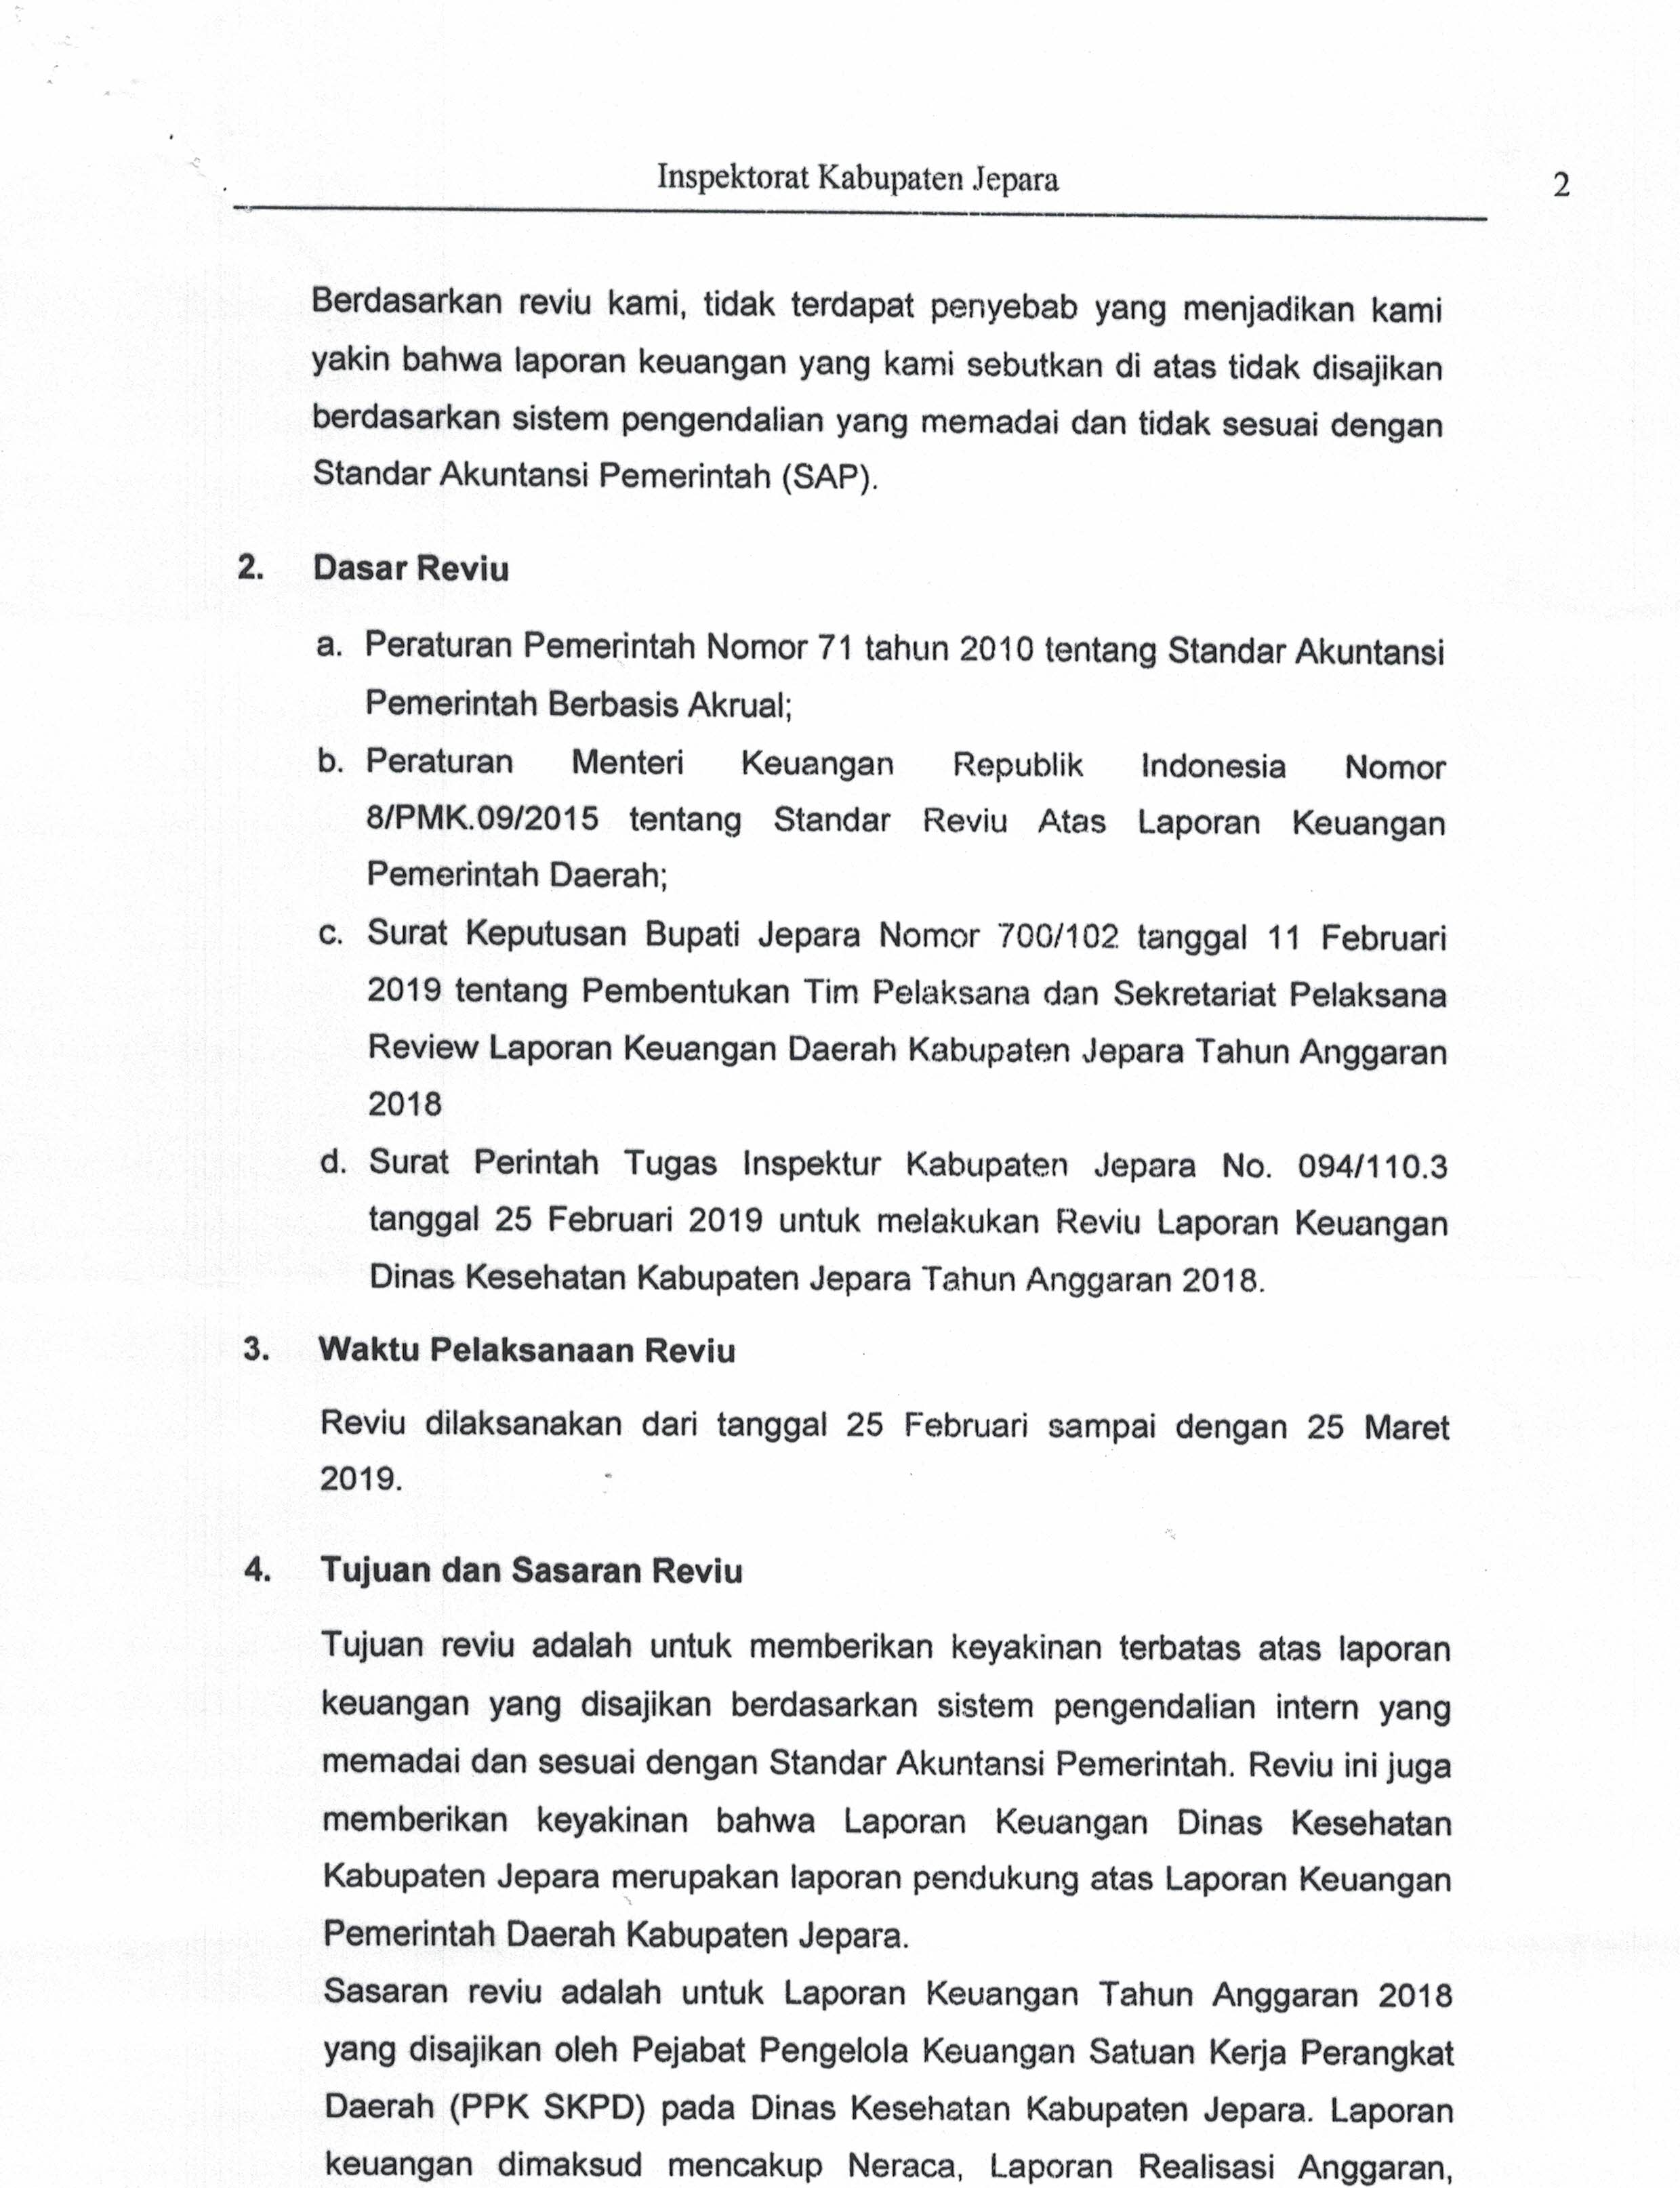 Inspektorat Kabupaten Jepara
2
Berdasarkan reviu kami, tidak terdapat penyebab yang menjadikan kami
yakin bahwa laporan keuangan yang kami sebutkan di atas tidak disajikan
berdasarkan sistem pengendalian yang memadai dan tidak sesuai dengan
Standar Akuntansi Pemerintah (SAP).
2. Dasar Reviu
a. Peraturan Pemerintah Nomor 71 tahun 2010 tentang Standar Akuntansi
Pemerintah Berbasis Akrual;
b. Peraturan Menteri Keuangan Republik Indonesia Nomor
8/PMK.09/2015 tentang Standar Reviu Atas Laporan Keuangan
Pemerintah Daerah;
c. Surat Keputusan Bupati Jepara Nomor 700/102 tanggal 11 Februari
2019 tentang Pembentukan Tim Pelaksana dan Sekretariat Pelaksana
Review Laporan Keuangan Daerah Kabupaten Jepara Tahun Anggaran
2018
d. Surat Perintah Tugas Inspektur Kabupaten Jepara No. 094/110.3
tanggal 25 Februari 2019 untuk melakukan Reviu Laporan Keuangan
Dinas Kesehatan Kabupaten Jepara Tahun Anggaran 2018.
3. Waktu Pelaksanaan Reviu
Reviu dilaksanakan dari tanggal 25 Februari sampai dengan 25 Maret
2019.
4. Tujuan dan Sasaran Reviu
Tujuan reviu adalah untuk memberikan keyakinan terbatas atas laporan
keuangan yang disajikan berdasarkan sistem pengendalian intern yang
memadai dan sesuai dengan Standar Akuntansi Pemerintah. Reviu ini juga
memberikan keyakinan bahwa Laporan Keuangan Dinas Kesehatan
Kabupaten Jepara merupakan laporan pendukung atas Laporan Keuangan
Pemerintah Daerah Kabupaten Jepara.
Sasaran reviu adalah untuk Laporan Keuangan Tahun Anggaran 2018
yang disajikan oleh Pejabat Pengelola Keuangan Satuan Kerja Perangkat
Daerah (PPK SKPD) pada Dinas Kesehatan Kabupaten Jepara. Laporan
keuangan dimaksud mencakup Neraca, Laporan Realisasi Anggaran,